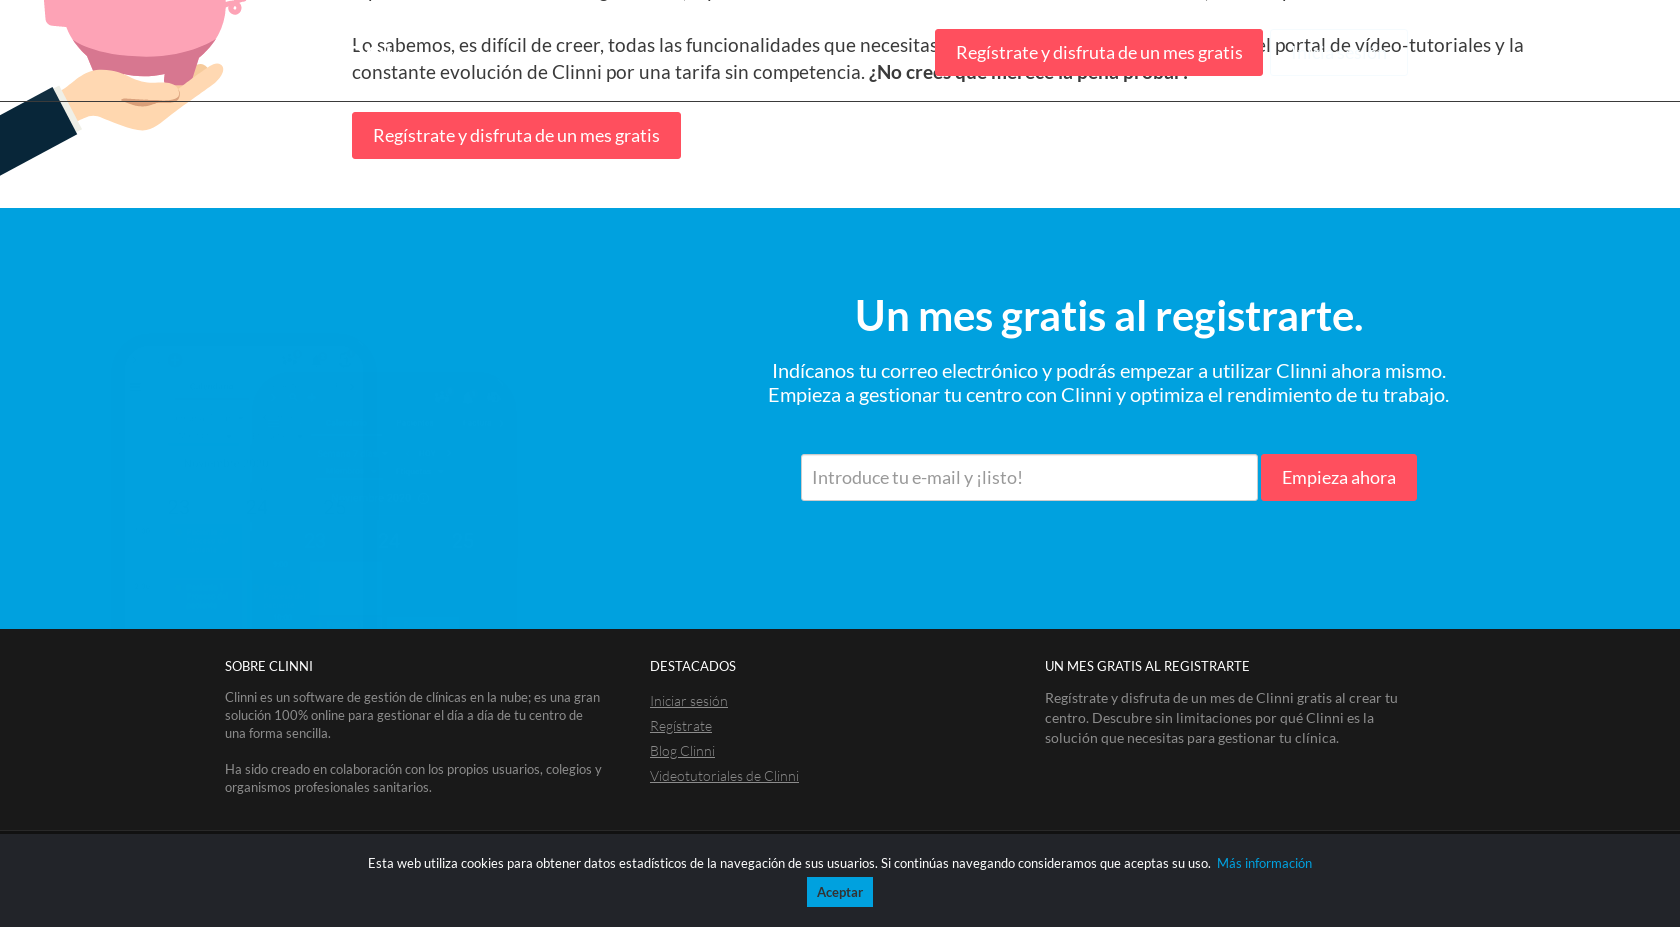 Lo sabemos, es difícil de creer, todas las funcionalidades que necesitas el portal de vídeo-tutoriales y la
Regístrate y disfruta de un mes gratis
constante evolución de Clinni por una tarifa sin competencia. ¿No crees que merece la pena probar?
Regístrate y disfruta de un mes gratis
Un mes gratis al registrarte.
Indícanos tu correo electrónico y podrás empezar a utilizar Clinni ahora mismo.
Empieza a gestionar tu centro con Clinni y optimiza el rendimiento de tu trabajo.
Introduce tu e-mail y ¡listo!
Empieza ahora
SOBRE CLINNI
Clinni es un software de gestión de clínicas en la nube; es una gran
solución 100% online para gestionar el día a día de tu centro de
una forma sencilla.
Ha sido creado en colaboración con los propios usuarios, colegios y
organismos profesionales sanitarios.
DESTACADOS
Iniciar sesión
Regístrate
Blog Clinni
Videotutoriales de Clinni
UN MES GRATIS AL REGISTRARTE
Regístrate y disfruta de un mes de Clinni gratis al crear tu
centro. Descubre sin limitaciones por qué Clinni es la
solución que necesitas para gestionar tu clínica.
Esta web utiliza cookies para obtener datos estadísticos de la navegación de sus usuarios. Si continúas navegando consideramos que aceptas su uso. Más información
Aceptar